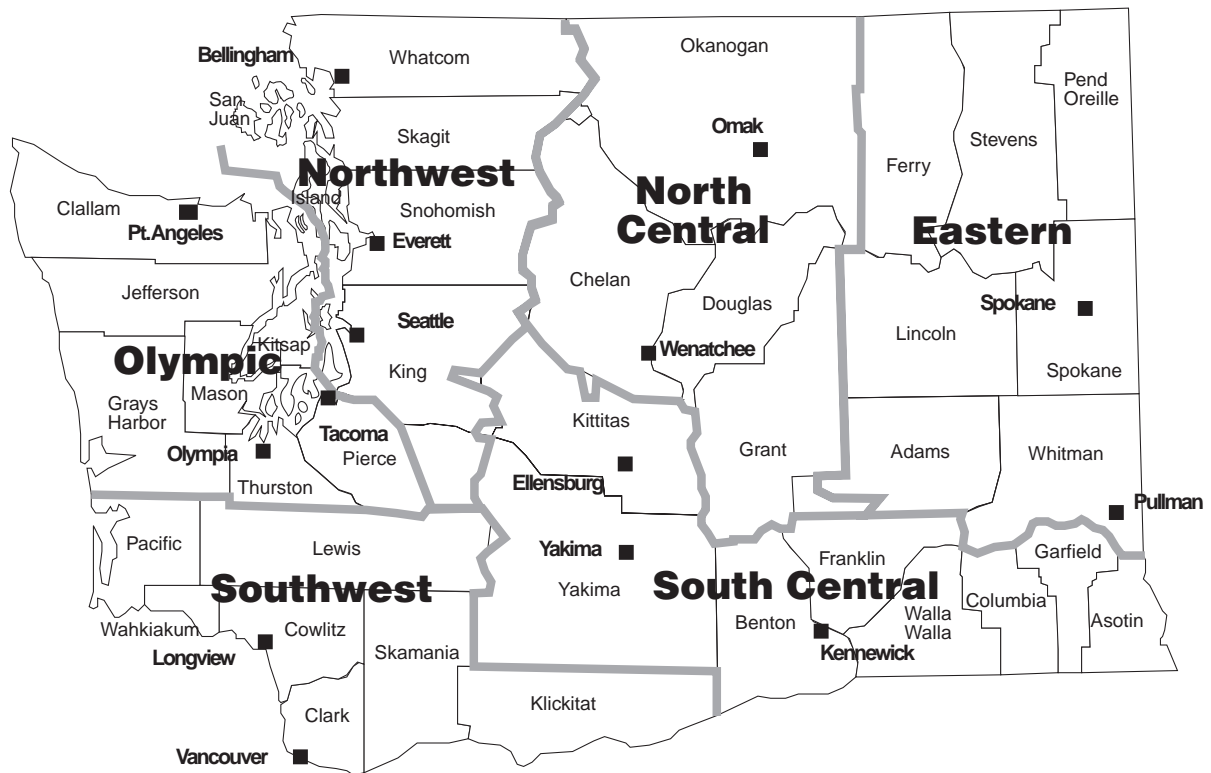 Okanogan
Bellingham
Whatcom
Pend
Oreille
San
Juan
Omak
Skagit
Stevens
Ferry
Northwest
North
Central
Island
Clallam
Snohomish
Pt.Angeles
Everett
Eastern
Chelan
Jefferson
Douglas
Spokane
Seattle
Lincoln
Kitsap
Wenatchee
Olympic
King
Spokane
Mason
Grays
Harbor
Kittitas
Tacoma
Pierce
Grant
Adams
Whitman
Olympia
Ellensburg
Thurston
Pullman
Pacific
Lewis
Yakima
Franklin
Garfield
Southwest
Yakima
South Central
Columbia
Wahkiakum
Cowlitz
Benton
Walla
Walla
Asotin
Longview
Skamania
Kennewick
Klickitat
Clark
Vancouver